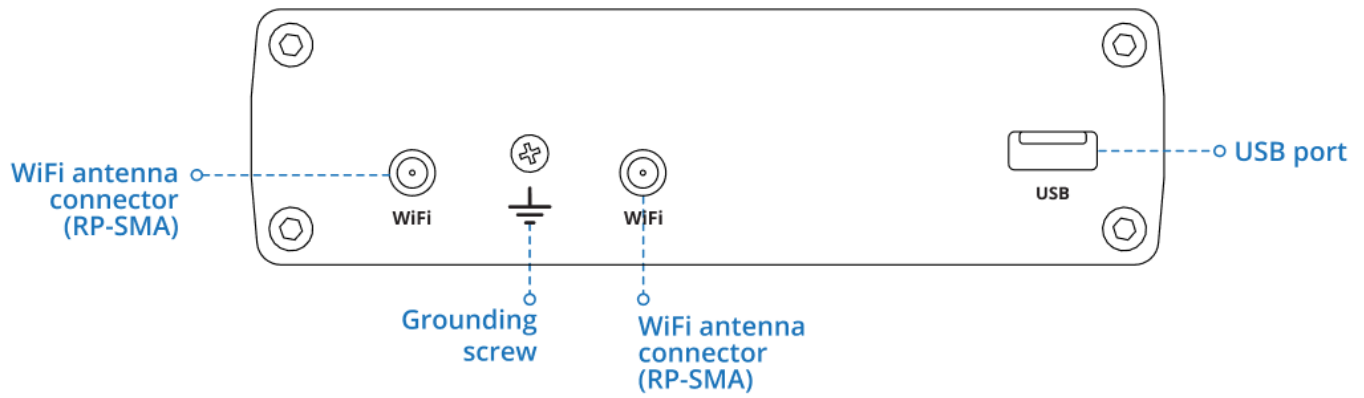 WiFi antenna
connector
(RP-SMA)
WiFi
WiFi
USB
USB port
Grounding
screw
WiFi antenna
connector
(RP-SMA)